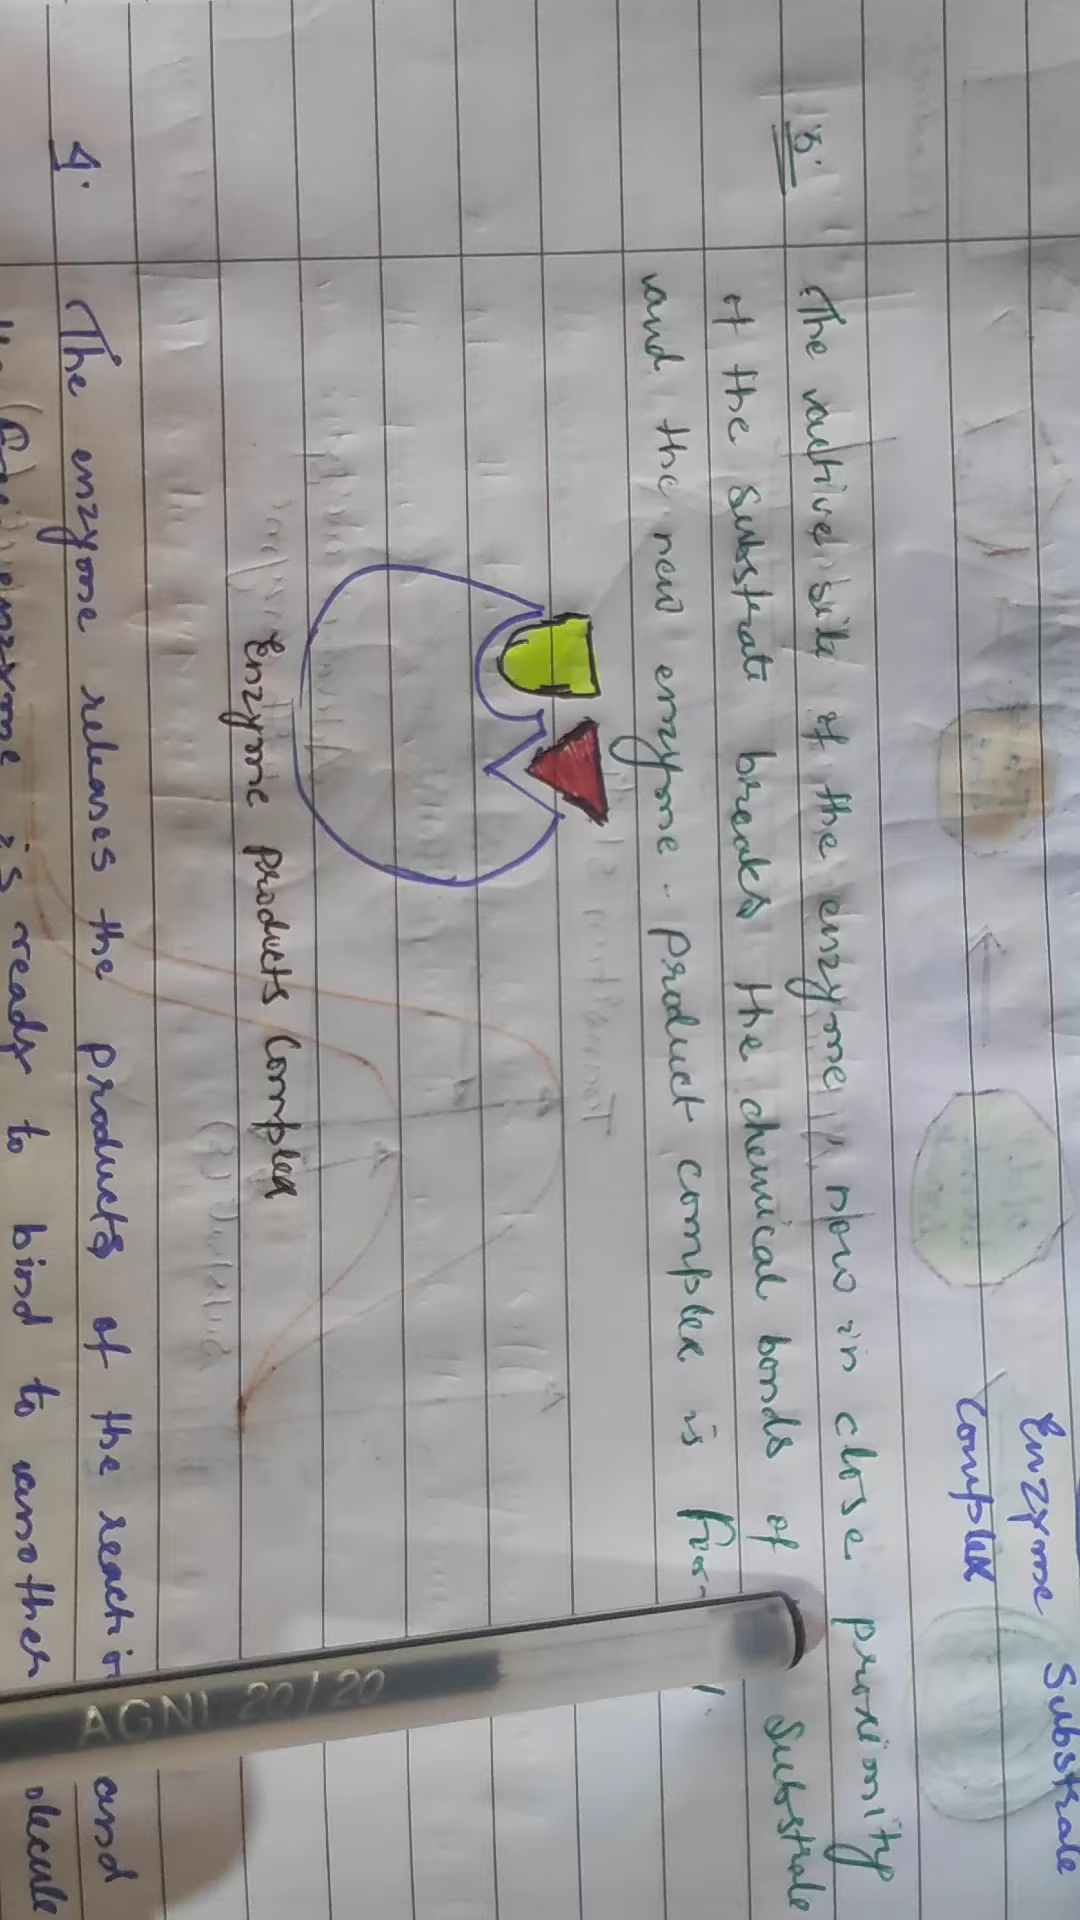 Enzyme Substrate
Complex
3. The active site of the enzyme, now in close proximity
of the substrate breaks the chemical bonds of Substrate
and the new enzyme - product complex is
Enzyme products Complex
4. The enzyme releases the products of the reaction and
enzyme is ready to bind to another
AGNI 20/20